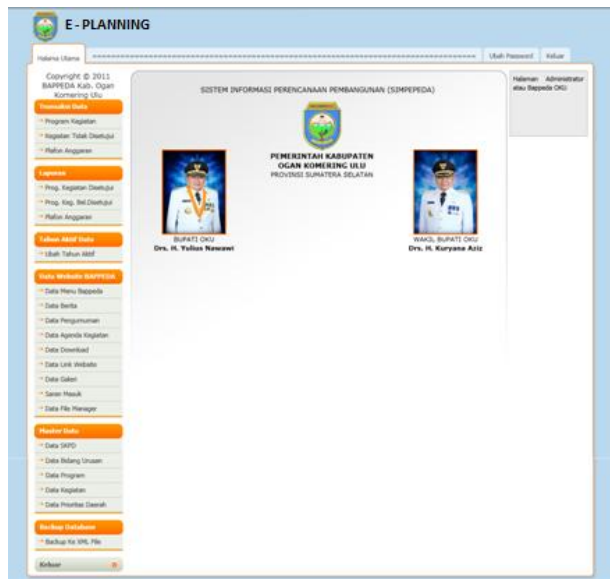 E - PLANNING
Halama Utama
Ubah Password
Keluar
Copyright @ 2011
BAPPEDA Kab. Ogan
Komering Ulu
Transaksi Data
Program Kegiatan
Kegiatan Tidak Disetujui
Plafon Anggaran
Laporan
Prog. Kegiatan Disetujui
Prog. Keg. Bel.Disetujui
Plafon Anggaran
Tahun Aktif Data
Ubah Tahun Aktif
Data Website BAPPEDA
Data Menu Bappeda
Data Berita
Data Pengumuman
Data Agenda Kegiatan
Data Download
Data Link Website
Data Galeri
Saran Masuk
Data File Manager
Master Data
Data SKPD
Data Bidang Urusan
Data Program
Data Kegiatan
Data Prioritas Daerah
Backup Database
Backup Ke XML File
Keluar
SISTEM INFORMASI PERENCANAAN PEMBANGUNAN (SIMPEPEDA)
PEMERINTAH KABUPATEN
OGAN KOMERING ULU
PROVINSI SUMATERA SELATAN
BUPATI OKU
Drs. H. Yulius Nawawi
WAKIL BUPATI OKU
Drs. H. Kuryana Aziz
Halaman Administratur
atau Bappeda OKU